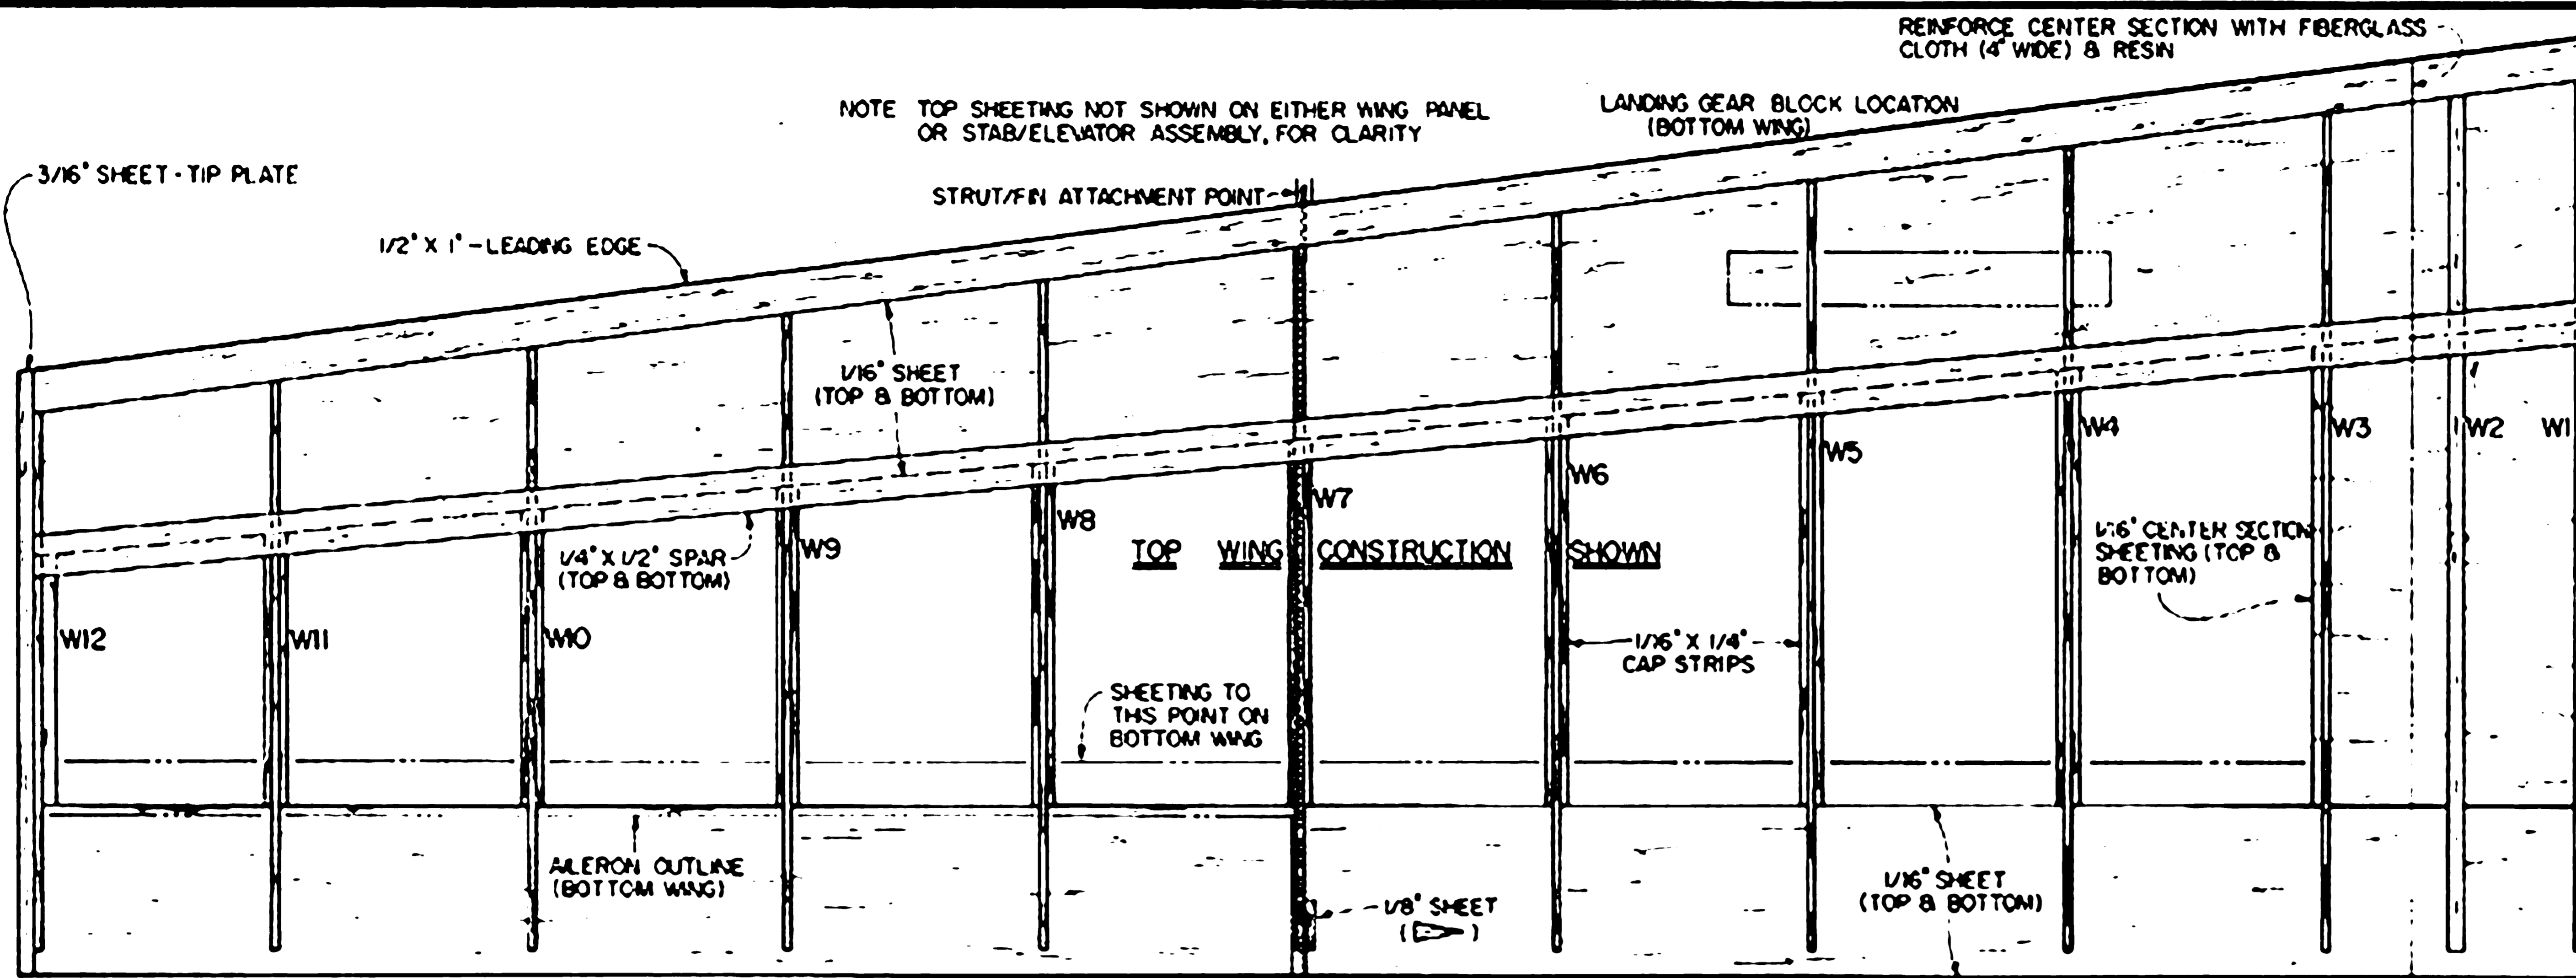 REINFORCE CENTER SECTION WITH FIBERGLASS
CLOTH (4" WIDE) & RESIN
NOTE TOP SHEETING NOT SHOWN ON EITHER WING PANEL
OR STAB/ELEVATOR ASSEMBLY, FOR CLARITY
LANDING GEAR BLOCK LOCATION
(BOTTOM WING)
3/16" SHEET - TIP PLATE
STRUT/FIN ATTACHMENT POINT
1/2" X 1" - LEADING EDGE
1/16" SHEET
(TOP & BOTTOM)
1/4" X 1/2" SPAR
(TOP & BOTTOM)
W12
W11
W10
W9
W8
W7
W6
W5
W4
W3
W2
W1
TOP WING CONSTRUCTION SHOWN
1/16" CENTER SECTION
SHEETING (TOP &
BOTTOM)
1/16" X 1/4"
CAP STRIPS
SHEETING TO
THIS POINT ON
BOTTOM WING
AILERON OUTLINE
(BOTTOM WING)
1/8" SHEET
1/16" SHEET
(TOP & BOTTOM)